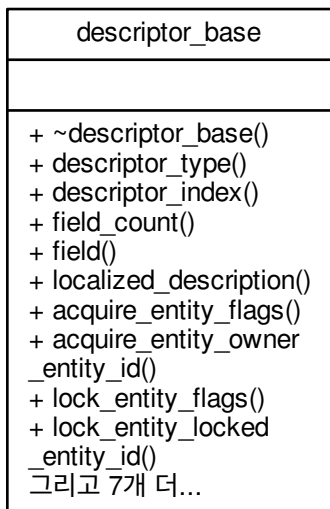 descriptor_base
+ ~descriptor_base()
+ descriptor_type()
+ descriptor_index()
+ field_count()
+ field()
+ localized_description()
+ acquire_entity_flags()
+ acquire_entity_owner
_entity_id()
+ lock_entity_flags()
+ lock_entity_locked
_entity_id()
그리고 7개 더...